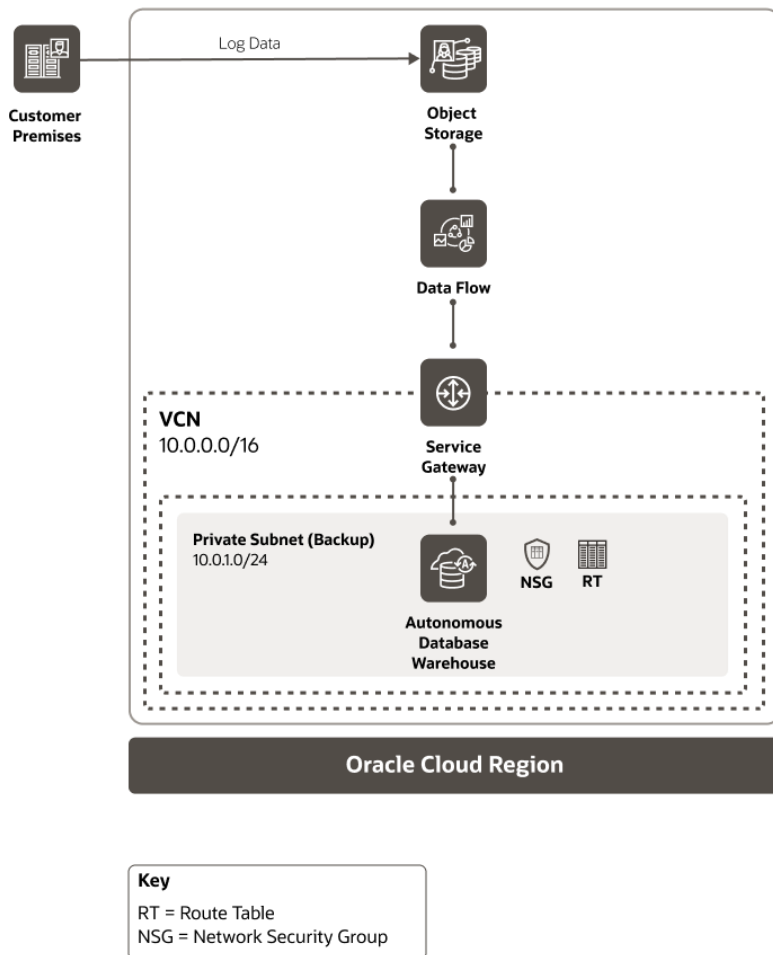 Log Data
Customer
Premises
Object
Storage
Data Flow
VCN
10.0.0.0/16
Service
Gateway
Private Subnet (Backup)
10.0.1.0/24
NSG
RT
Autonomous
Database
Warehouse
Oracle Cloud Region
Key
RT = Route Table
NSG = Network Security Group